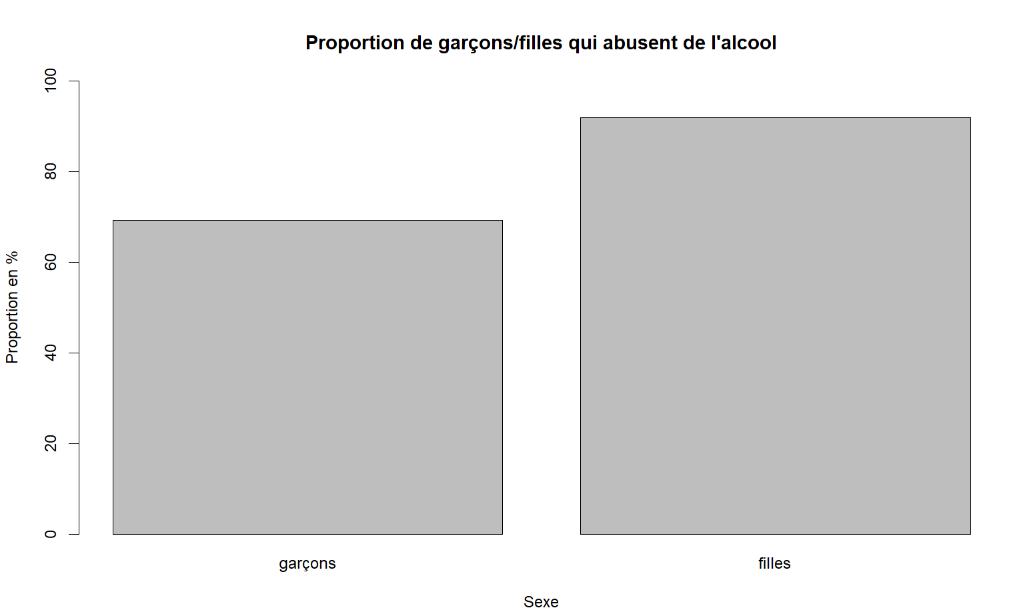 Proportion de garçons/filles qui abusent de l'alcool
Proportion en %
100
80
60
40
20
0
garçons filles
Sexe